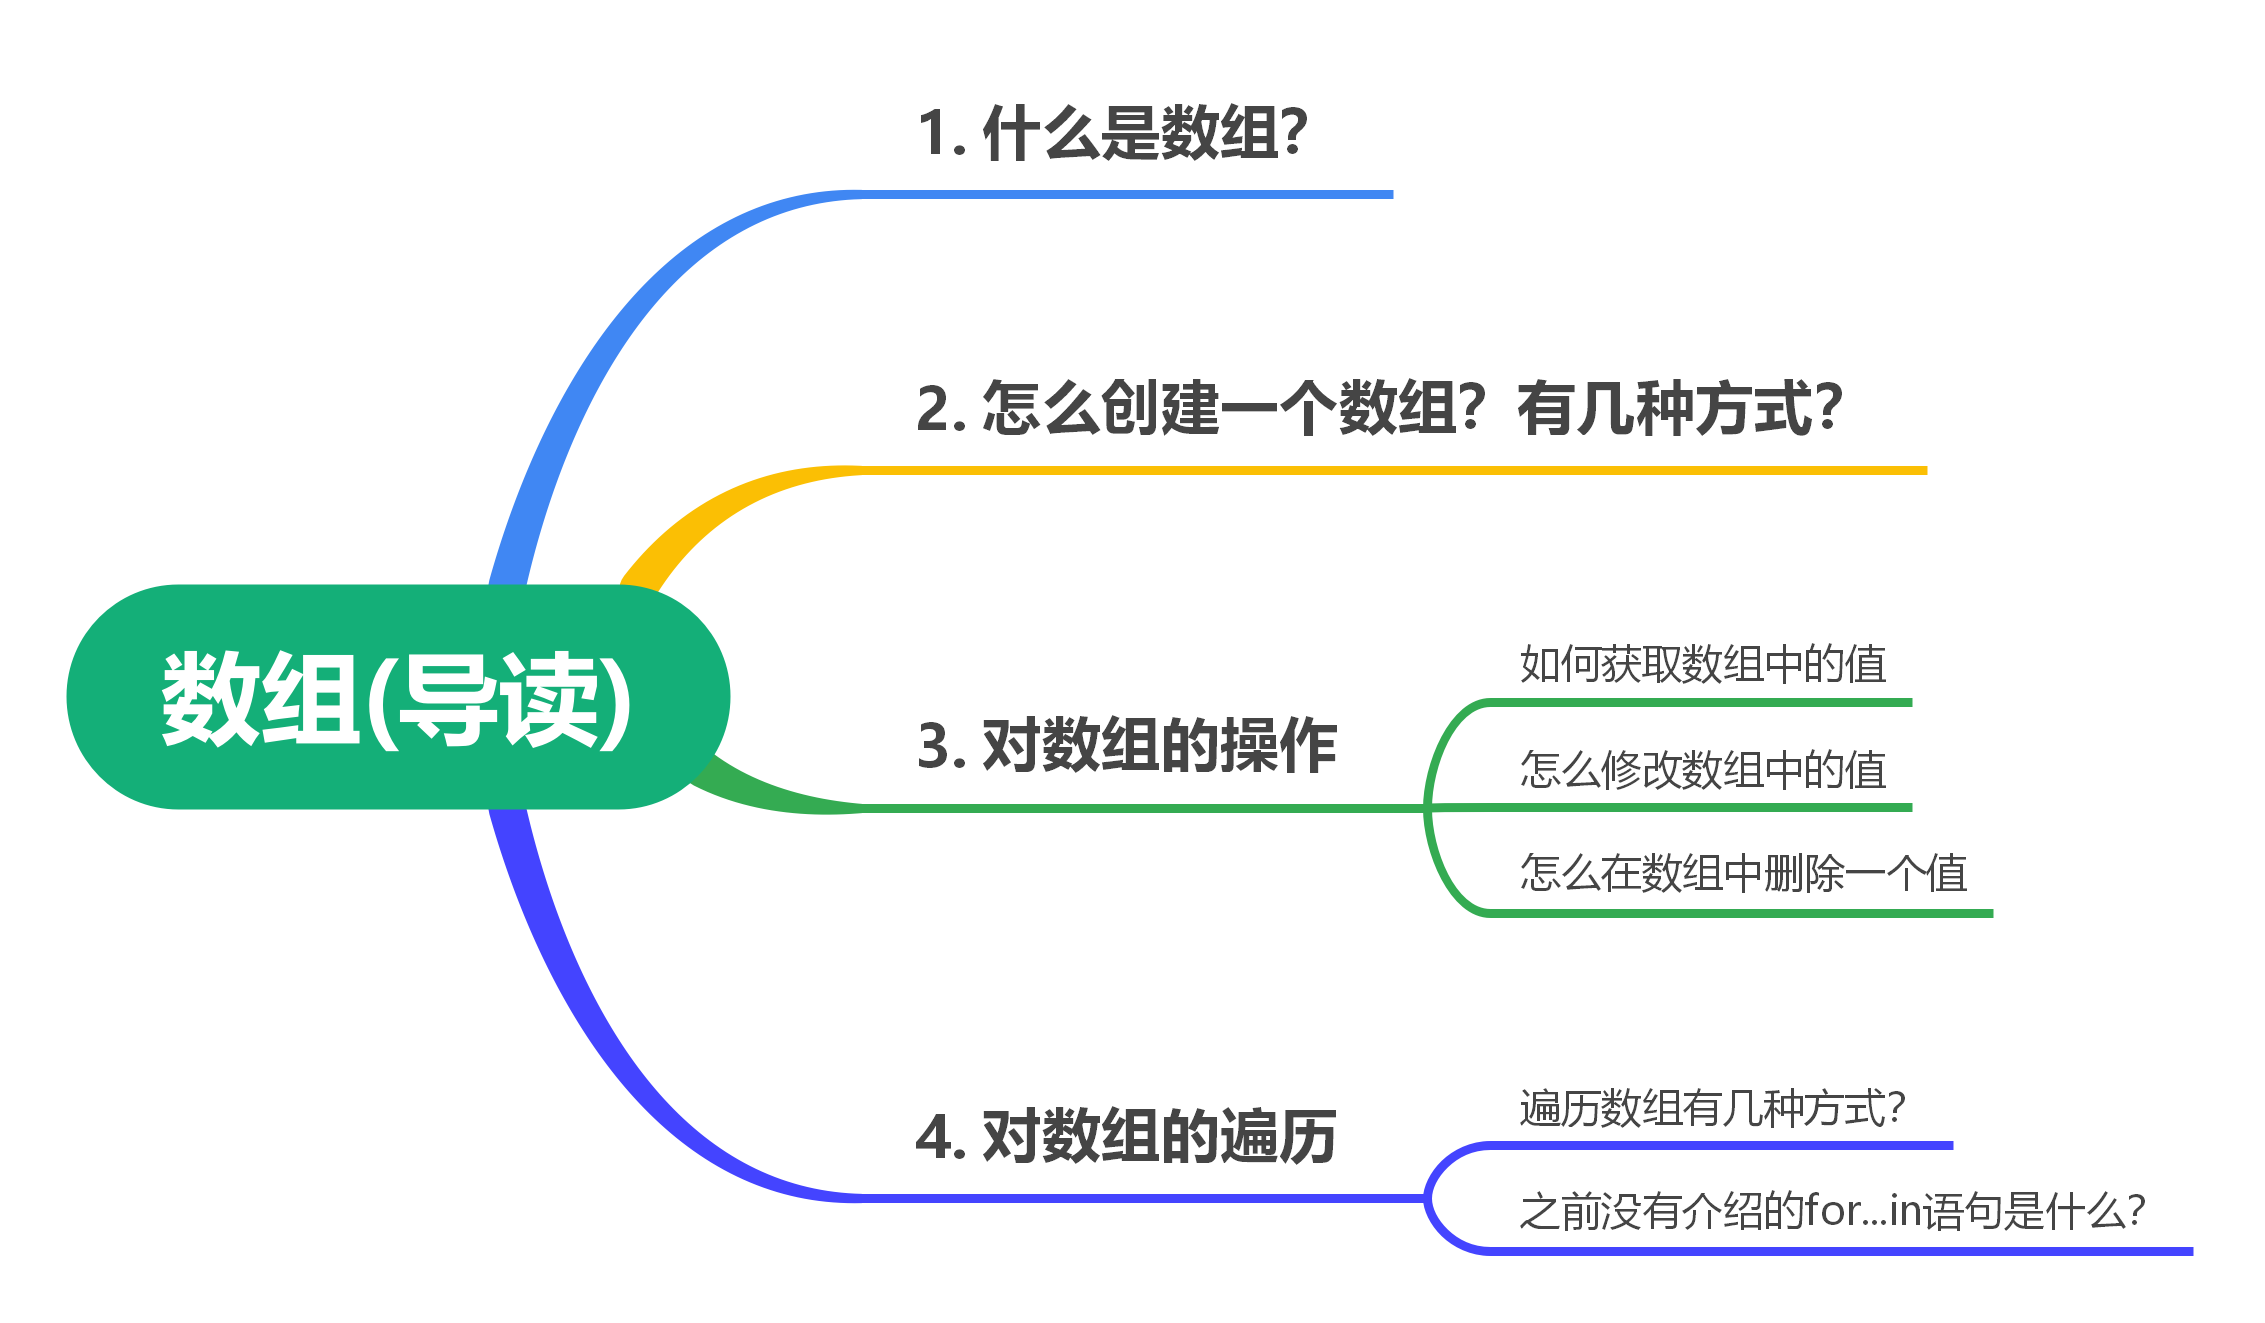 数组(导读)
1. 什么是数组？
2. 怎么创建一个数组？有几种方式？
3. 对数组的操作
如何获取数组中的值
怎么修改数组中的值
怎么在数组中删除一个值
4. 对数组的遍历
遍历数组有几种方式？
之前没有介绍的for...in语句是什么？